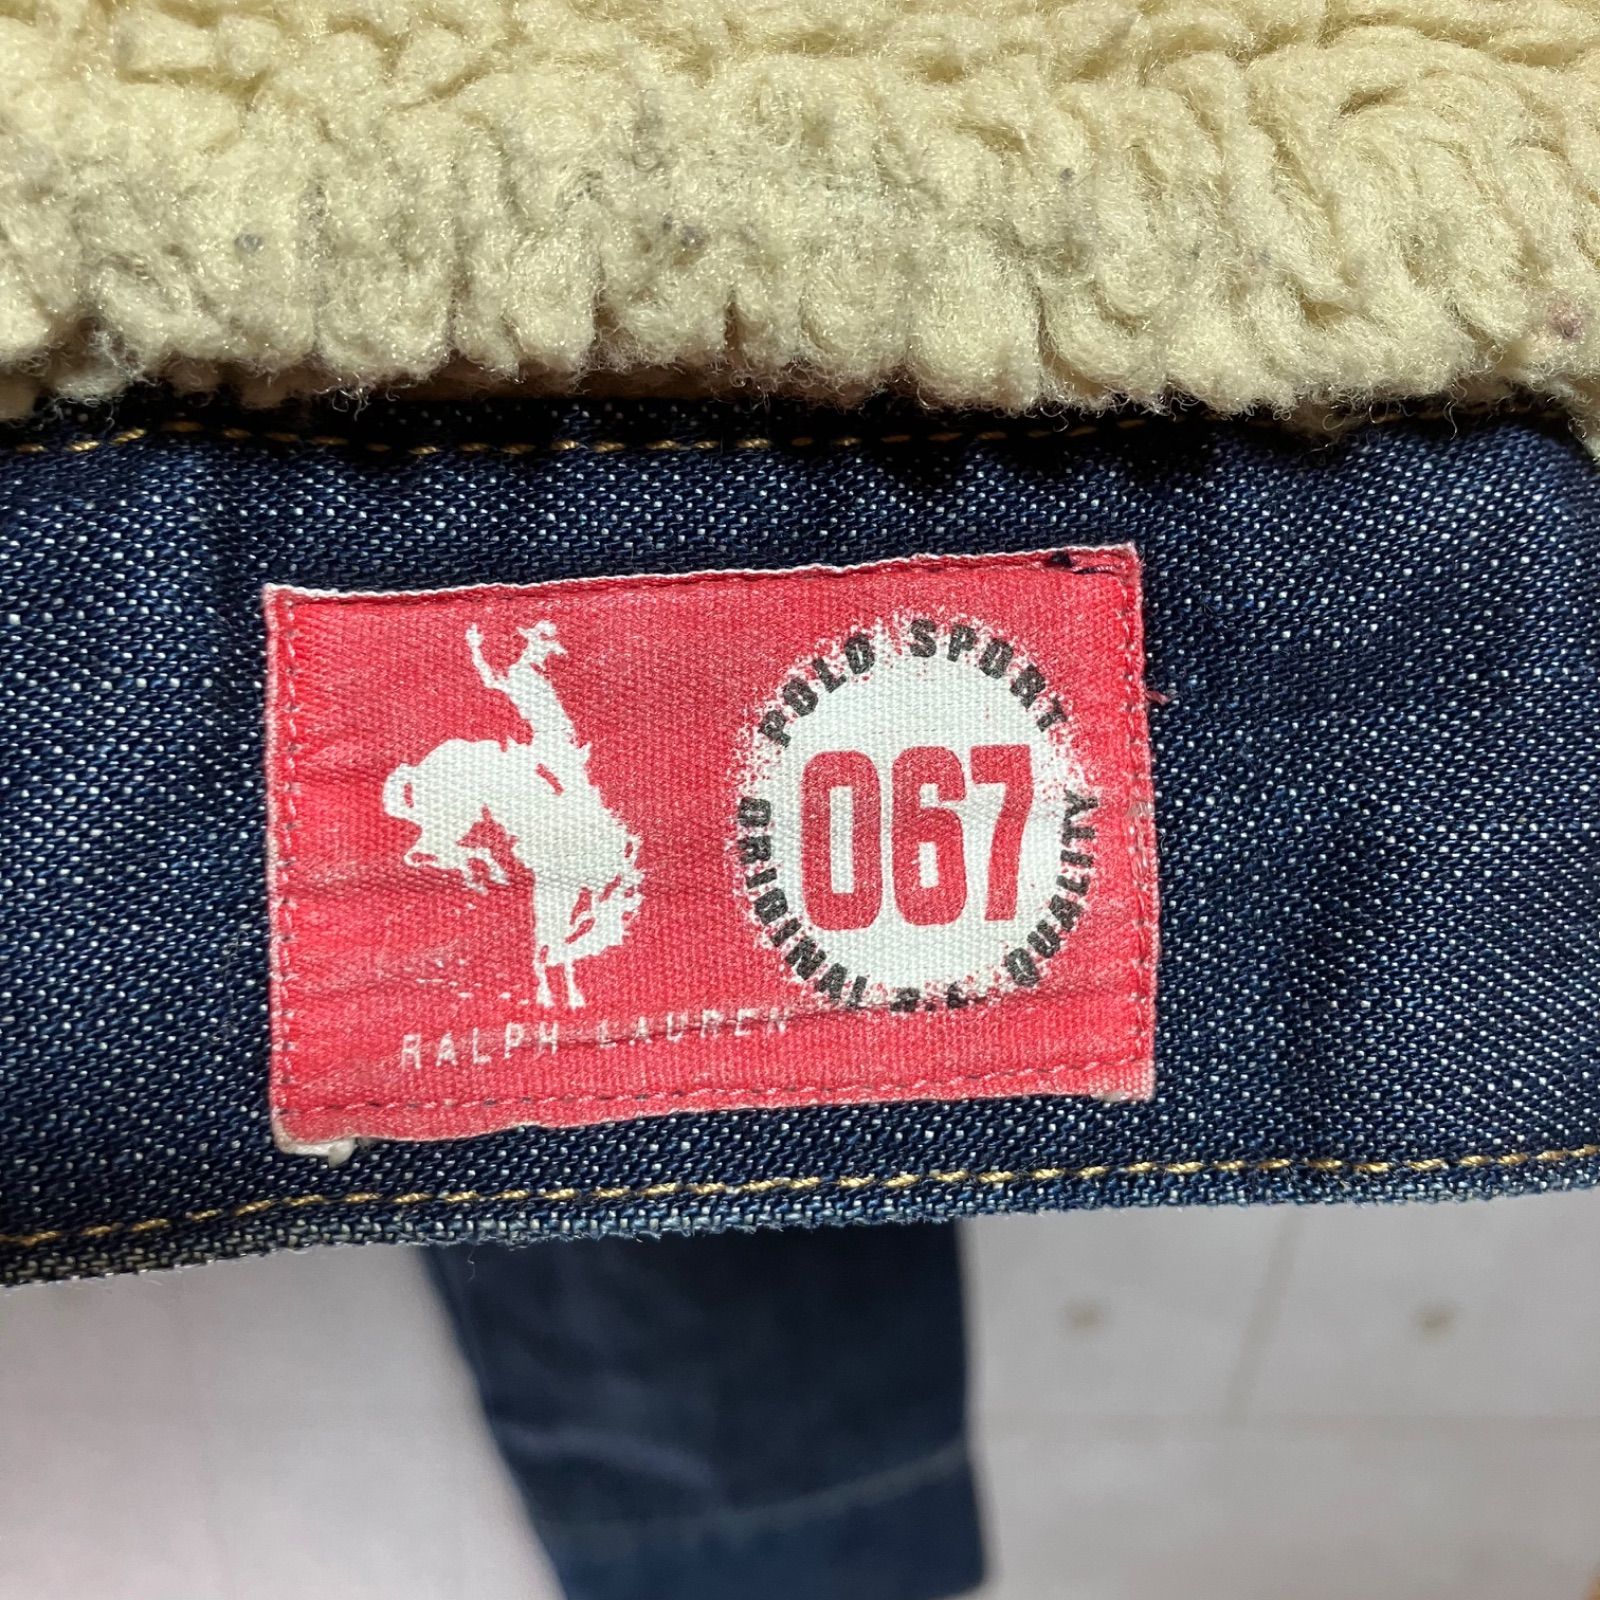 POLO SPORT
067
ORIGINAL R.L. QUALITY
RALPH LAUREN